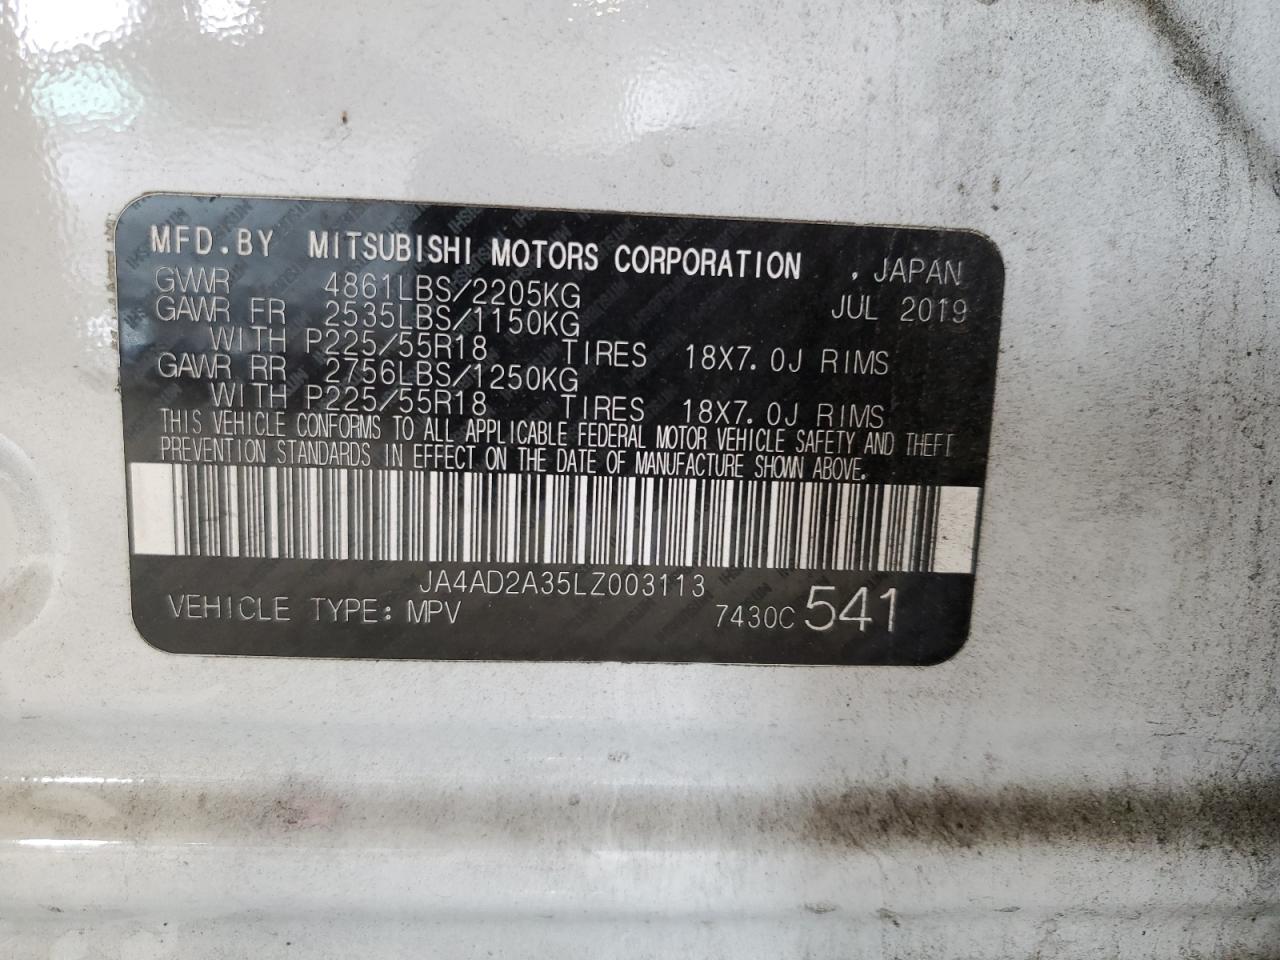 MFD.BY MITSUBISHI MOTORS CORPORATION , JAPAN
GWWR 4861LBS/2205KG JUL 2019
GAWR FR 2535LBS/1150KG
WITH P225/55R18 TIRES 18X7.0J RIMS
GAWR RR 2756LBS/1250KG
WITH P225/55R18 TIRES 18X7.0J RIMS
THIS VEHICLE CONFORMS TO ALL APPLICABLE FEDERAL MOTOR VEHICLE SAFETY AND THEFT
PREVENTION STANDARDS IN EFFECT ON THE DATE OF MANUFACTURE SHOWN ABOVE.
JA4AD2A35LZ003113
VEHICLE TYPE: MPV 7430C 541